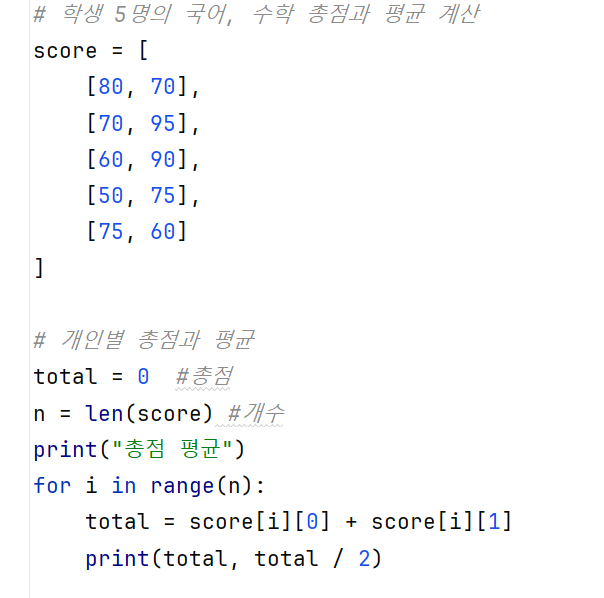 # 학생 5명의 국어, 수학 총점과 평균 계산
score = [
    [80, 70],
    [70, 95],
    [60, 90],
    [50, 75],
    [75, 60]
]

# 개인별 총점과 평균
total = 0  #총점
n = len(score) #개수
print("총점 평균")
for i in range(n):
    total = score[i][0] + score[i][1]
    print(total, total / 2)